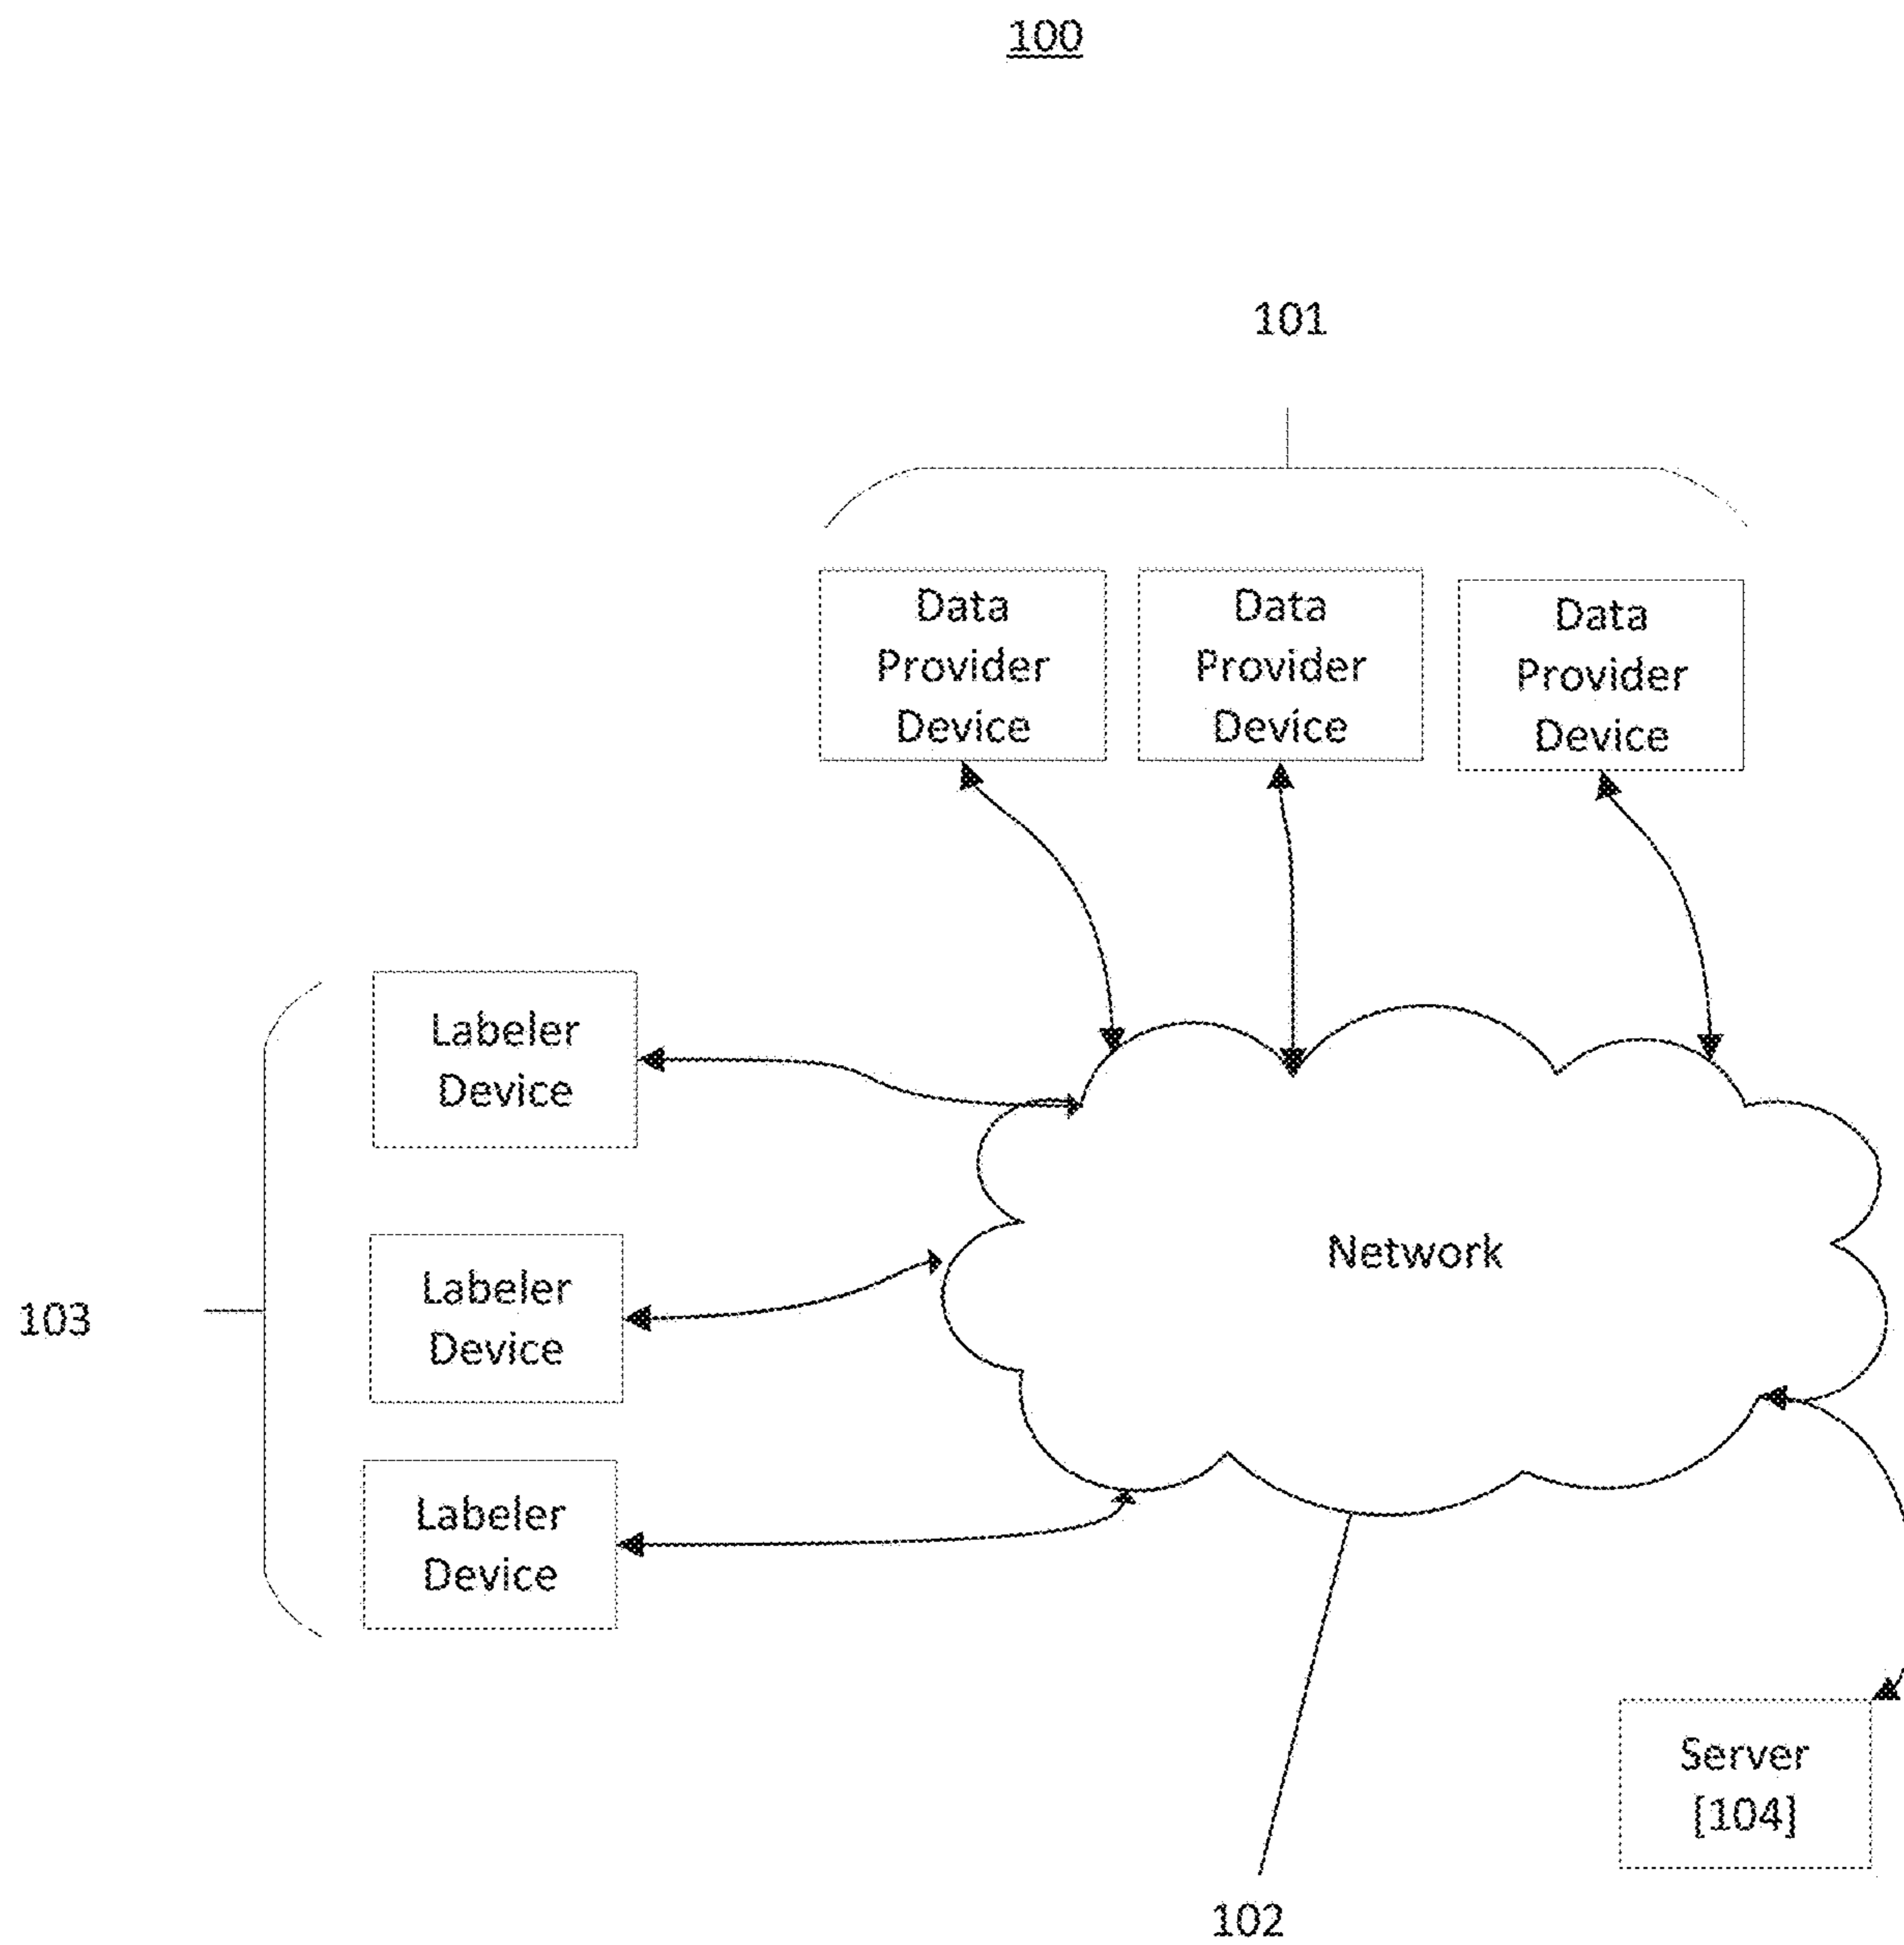 100
101
Data
Provider
Device
Data
Provider
Device
Data
Provider
Device
Labeler
Device
Labeler
Device
Labeler
Device
103
Network
Server
[104]
102